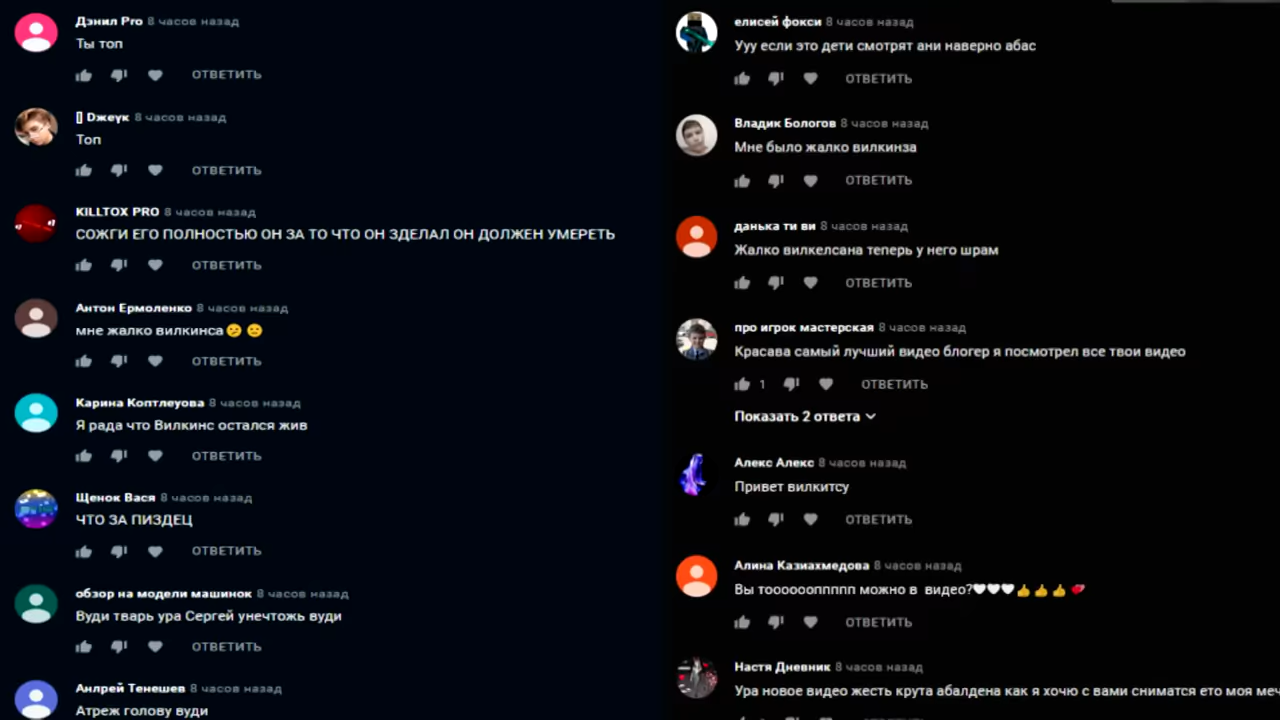 Дэнил Pro 8 часов назад
Ты топ
ОТВЕТИТЬ
[] Dжеук 8 часов назад
Топ
ОТВЕТИТЬ
KILLTOX PRO 8 часов назад
СОЖГИ ЕГО ПОЛНОСТЬЮ ОН ЗА ТО ЧТО ОН ЗДЕЛАЛ ОН ДОЛЖЕН УМЕРЕТЬ
ОТВЕТИТЬ
Антон Ермоленко 8 часов назад
мне жалко вилкинса😕 😟
ОТВЕТИТЬ
Карина Коптлеуова 8 часов назад
Я рада что Вилкинс остался жив
ОТВЕТИТЬ
Щенок Вася 8 часов назад
ЧТО ЗА ПИЗДЕЦ
ОТВЕТИТЬ
обзор на модели машинок 8 часов назад
Вуди тварь ура Сергей унечтожь вуди
ОТВЕТИТЬ
Анлрей Тенешев 8 часов назад
Атреж голову вуди
елисей фокси 8 часов назад
Ууу если это дети смотрят ани наверно абас
ОТВЕТИТЬ
Владик Бологов 8 часов назад
Мне было жалко вилкинза
ОТВЕТИТЬ
данька ти ви 8 часов назад
Жалко вилкелсана теперь у него шрам
ОТВЕТИТЬ
про игрок мастерская 8 часов назад
Красава самый лучший видео блогер я посмотрел все твои видео
1 ОТВЕТИТЬ
Показать 2 ответа
Алекс Алекс 8 часов назад
Привет вилкитсу
ОТВЕТИТЬ
Алина Казиахмедова 8 часов назад
Вы тоооооопппппп можно в видео?🤍🤍🤍👍👍👍💖
ОТВЕТИТЬ
Настя Дневник 8 часов назад
Ура новое видео жесть крута абалдена как я хочю с вами сниматся ето моя меч